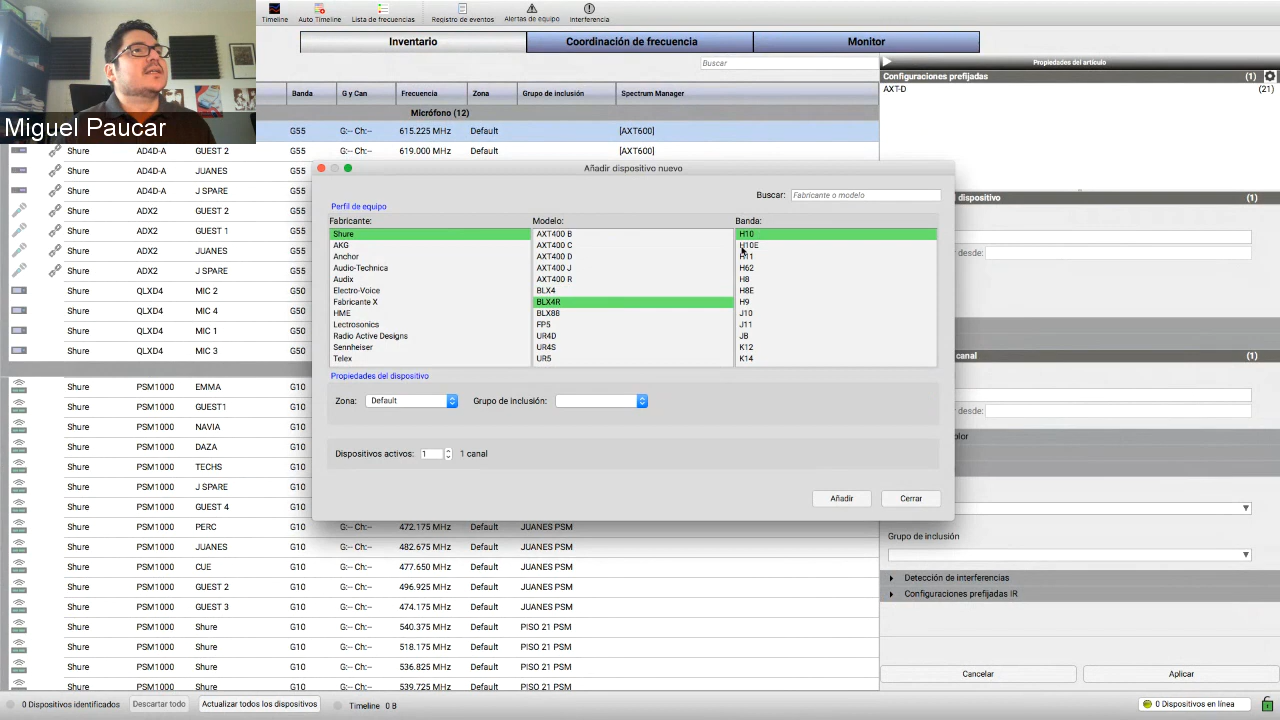 Timeline
Auto Timeline
Lista de frecuencias
Registro de eventos
Alertas de equipo
Interferencia
Inventario
Coordinación de frecuencia
Monitor
Buscar
Propiedades del artículo
Configuraciones prefijadas (1)
AXT-D (21)
Banda G y Can Frecuencia Zona Grupo de inclusión Spectrum Manager
Micrófono (12)
Miguel Paucar
G55 G:-- Ch:-- 615.225 MHz Default [AXT600]
Shure AD4D-A GUEST 2 G55 G:-- Ch:-- 619.000 MHz Default [AXT600]
Shure AD4D-A JUANES
Shure AD4D-A J SPARE
Shure ADX2 GUEST 2
Shure ADX2 GUEST 1
Shure ADX2 JUANES
Shure ADX2 J SPARE
Shure QLXD4 MIC 2
Shure QLXD4 MIC 4
Shure QLXD4 MIC 1
Shure QLXD4 MIC 3
G55
G55
G55
G55
G55
G55
G50
G50
G50
G50
Añadir dispositivo nuevo
Buscar: Fabricante o modelo
Perfil de equipo
Fabricante: Modelo: Banda:
Shure AXT400 B H10
AKG AXT400 C H10E
Anchor AXT400 D H11
Audio-Technica AXT400 J H62
Audix AXT400 R H8
Electro-Voice BLX4 H8E
Fabricante X BLX4R H9
HME BLX88 J10
Lectrosonics FP5 J11
Radio Active Designs UR4D JB
Sennheiser UR4S K12
Telex UR5 K14
Propiedades del dispositivo
Zona: Default Grupo de inclusión:
Dispositivos activos: 1 1 canal
Añadir Cerrar
dispositivo (1)
desde:
canal (1)
desde:
olor
Grupo de inclusión
Detección de interferencias
Configuraciones prefijadas IR
Cancelar Aplicar
Shure PSM1000 EMMA G10
Shure PSM1000 GUEST1 G10
Shure PSM1000 NAVIA G10
Shure PSM1000 DAZA G10
Shure PSM1000 TECHS G10
Shure PSM1000 J SPARE G10
Shure PSM1000 GUEST 4 G10
Shure PSM1000 PERC G10 G:-- Ch:-- 472.175 MHz Default JUANES PSM
Shure PSM1000 JUANES G10 G:-- Ch:-- 482.675 MHz Default JUANES PSM
Shure PSM1000 CUE G10 G:-- Ch:-- 477.650 MHz Default JUANES PSM
Shure PSM1000 GUEST 2 G10 G:-- Ch:-- 496.925 MHz Default JUANES PSM
Shure PSM1000 GUEST 3 G10 G:-- Ch:-- 474.175 MHz Default JUANES PSM
Shure PSM1000 Shure G10 G:-- Ch:-- 540.375 MHz Default PISO 21 PSM
Shure PSM1000 Shure G10 G:-- Ch:-- 518.175 MHz Default PISO 21 PSM
Shure PSM1000 Shure G10 G:-- Ch:-- 536.825 MHz Default PISO 21 PSM
Shure PSM1000 Shure G10 G:-- Ch:-- 539.725 MHz Default PISO 21 PSM
0 Dispositivos identificados Descartar todo Actualizar todos los dispositivos Timeline 0 B 0 Dispositivos en línea